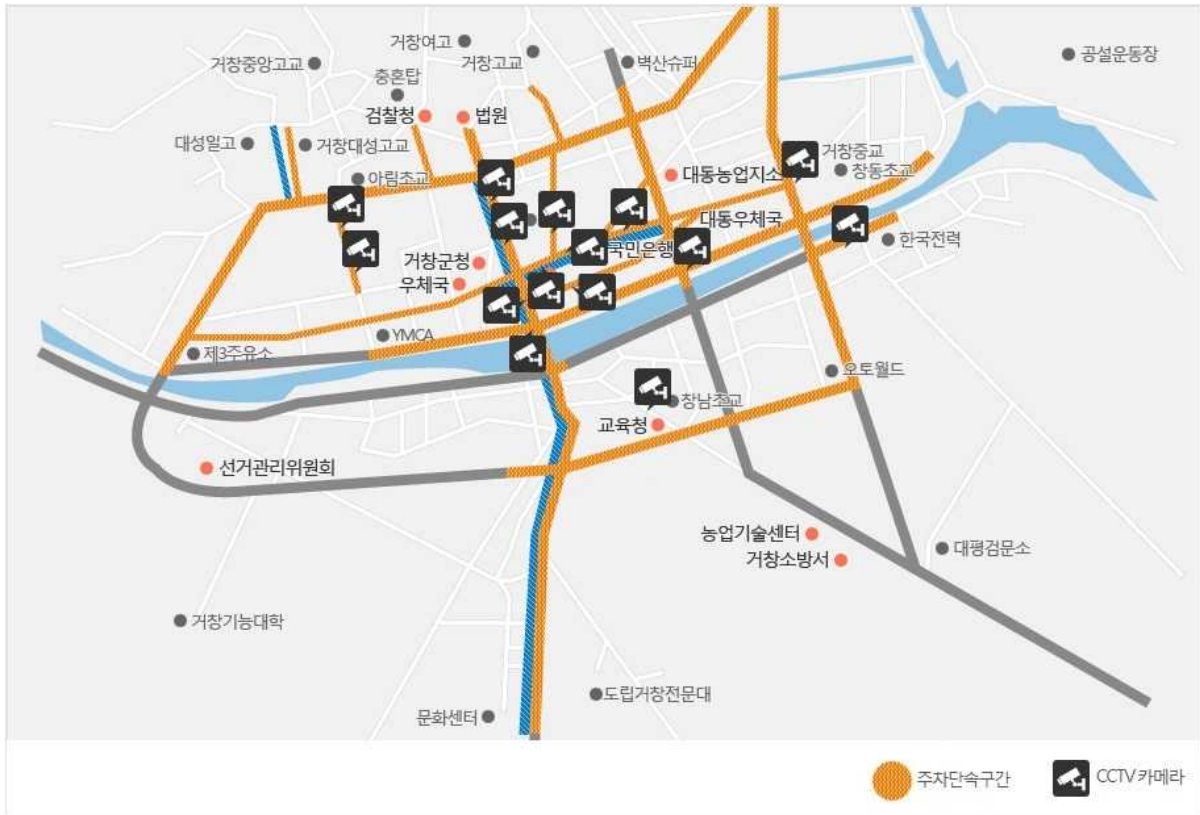 거창여고
거창중앙고교
거창고교
벽산슈퍼
공설운동장
충혼탑
검찰청
법원
대성일고
거창대성고교
거창중교
아림초교
대동농업지소
창동초교
대동우체국
한국전력
국민은행
거창군청
우체국
YMCA
제3주유소
오토월드
창남초교
교육청
선거관리위원회
농업기술센터
대평검문소
거창소방서
거창기능대학
도립거창전문대
문화센터
주차단속구간
CCTV 카메라